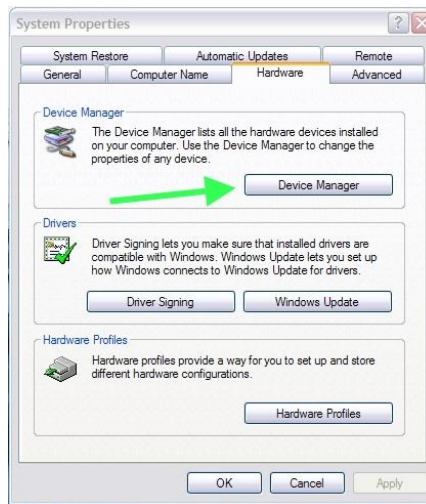 System Properties
System Restore Automatic Updates Remote
General Computer Name Hardware Advanced
Device Manager
The Device Manager lists all the hardware devices installed
on your computer. Use the Device Manager to change the
properties of any device.
Device Manager
Drivers
Driver Signing lets you make sure that installed drivers are
compatible with Windows. Windows Update lets you set up
how Windows connects to Windows Update for drivers.
Driver Signing Windows Update
Hardware Profiles
Hardware profiles provide a way for you to set up and store
different hardware configurations.
Hardware Profiles
OK Cancel Apply